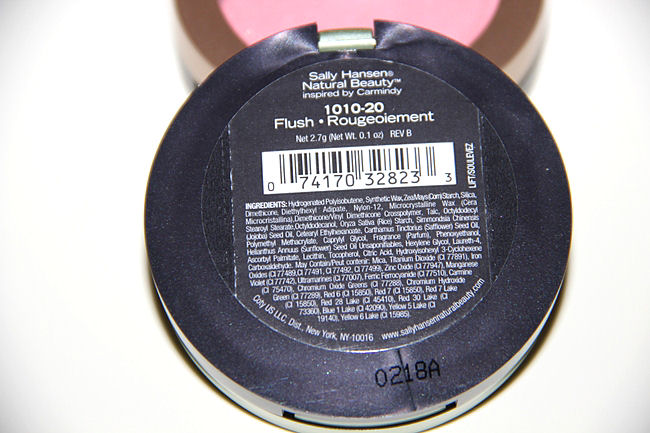 Sally Hansen®
Natural Beauty™
inspired by Carmindy
1010-20
Flush • Rougeoiement
Net 2.7g (Net Wt. 0.1 oz) REV B
0 74170 32823 3
LIFT/SOULEVEZ
INGREDIENTS: Hydrogenated Polyisobutene, Synthetic Wax, Zea Mays (Corn) Starch, Silica,
Dimethicone, Diethylhexyl Adipate, Nylon-12, Microcrystalline Wax (Cera
Microcristallina), Dimethicone/Vinyl Dimethicone Crosspolymer, Talc, Octyldodecyl
Stearoyl Stearate, Octyldodecanol, Oryza Sativa (Rice) Starch, Simmondsia Chinensis
(Jojoba) Seed Oil, Cetearyl Ethylhexanoate, Carthamus Tinctorius (Safflower) Seed Oil,
Polymethyl Methacrylate, Caprylyl Glycol, Fragrance (Parfum), Phenoxyethanol,
Helianthus Annuus (Sunflower) Seed Oil Unsaponifiables, Hexylene Glycol, Laureth-4,
Ascorbyl Palmitate, Lecithin, Tocopherol, Citric Acid, Hydroxyisohexyl 3-Cyclohexene
Carboxaldehyde. May Contain/Peut contenir: Mica, Titanium Dioxide (CI 77891), Iron
Oxides (CI 77489, CI 77491, CI 77492, CI 77499), Zinc Oxide (CI 77947), Manganese
Violet (CI 77742), Ultramarines (CI 77007), Ferric Ferrocyanide (CI 77510), Carmine
(CI 75470), Chromium Oxide Greens (CI 77288), Chromium Hydroxide
Green (CI 77289), Red 6 (CI 15850), Red 7 (CI 15850), Red 7 Lake
(CI 15850), Red 28 Lake (CI 45410), Red 30 Lake (CI
73360), Blue 1 Lake (CI 42090), Yellow 5 Lake (CI
19140), Yellow 6 Lake (CI 15985).
Coty US LLC, Dist., New York, NY-10016
www.sallyhansennaturalbeauty.com
0218A